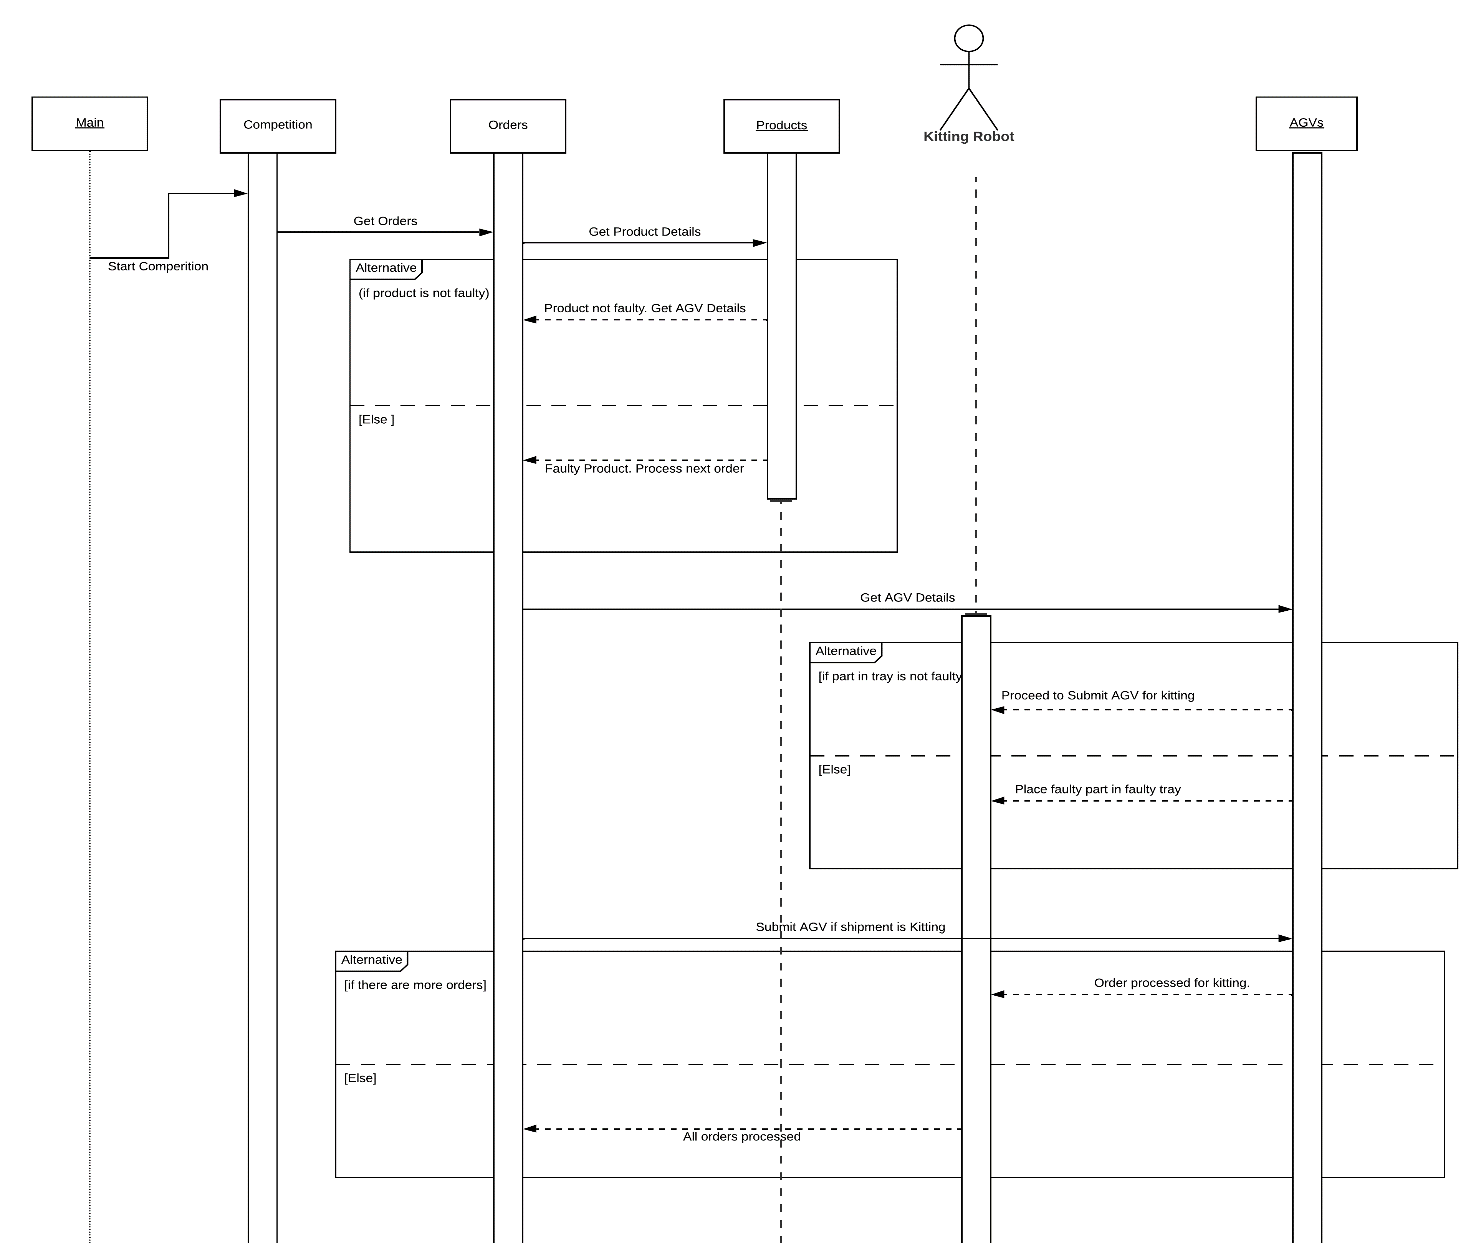 Main
Competition
Orders
Products
Kitting Robot
AGVs
Start Comperition
Get Orders
Get Product Details
Alternative
(if product is not faulty)
Product not faulty. Get AGV Details
[Else ]
Faulty Product. Process next order
Get AGV Details
Alternative
[if part in tray is not faulty
Proceed to Submit AGV for kitting
[Else]
Place faulty part in faulty tray
Submit AGV if shipment is Kitting
Alternative
[if there are more orders]
Order processed for kitting.
[Else]
All orders processed